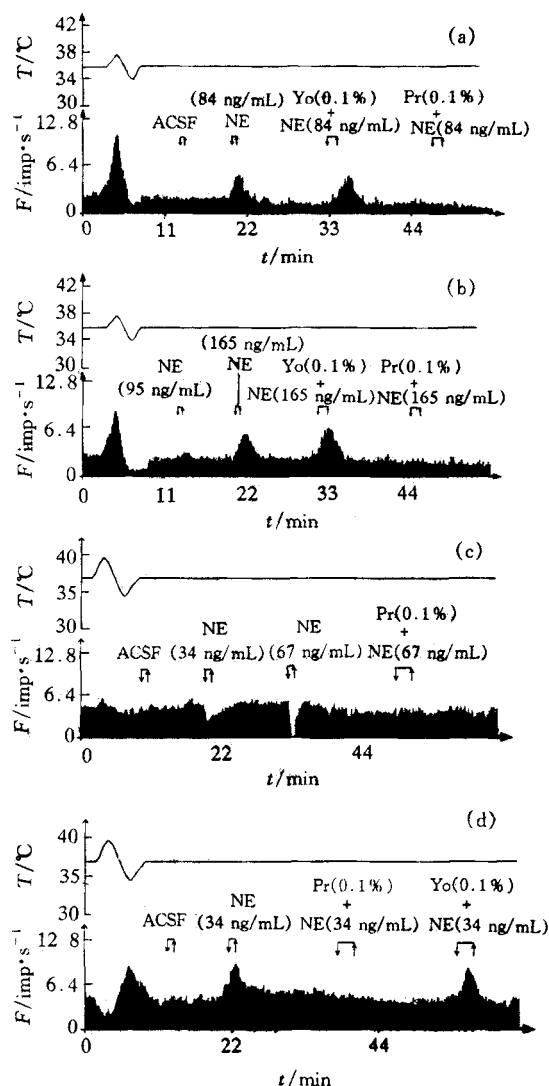 (a)
T/℃
42
38
34
30
(84 ng/mL) Yo(0.1%) Pr(0.1%)
+ +
ACSF NE NE(84 ng/mL) NE(84 ng/mL)
F/imp·s⁻¹
12.8
6.4
0
0 11 22 33 44
t/min
(b)
T/℃
42
38
34
30
(165 ng/mL)
NE NE Yo(0.1%) Pr(0.1%)
+ +
(95 ng/mL) NE(165 ng/mL) NE(165 ng/mL)
F/imp·s⁻¹
12.8
6.4
0
0 11 22 33 44
t/min
(c)
T/℃
40
35
30
Pr(0.1%)
NE NE +
ACSF (34 ng/mL) (67 ng/mL) NE(67 ng/mL)
F/imp·s⁻¹
12.8
6.4
0
0 22 44
t/min
(d)
T/℃
40
35
30
NE Pr(0.1%) Yo(0.1%)
+ +
ACSF (34 ng/mL) NE(34 ng/mL) NE(34 ng/mL)
F/imp·s⁻¹
12.8
6.4
0
0 22 44
t/min